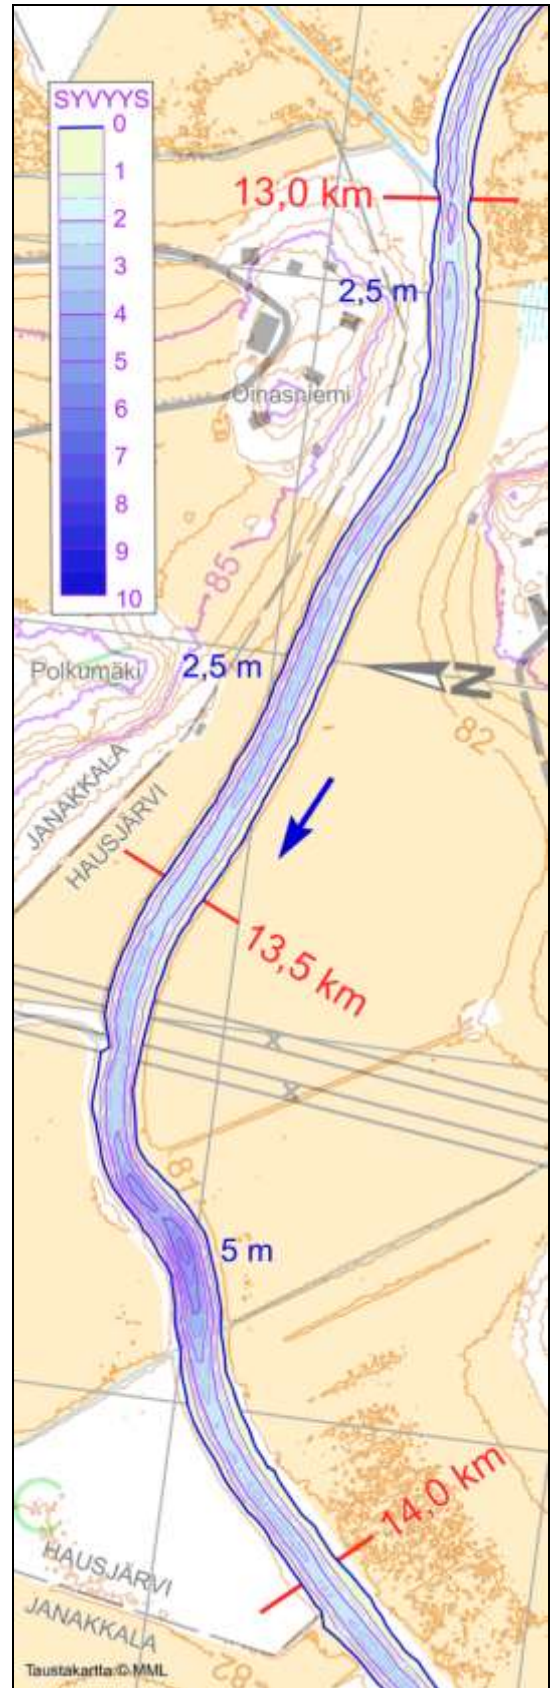 SYVYYS
0
1
2
3
4
5
6
7
8
9
10
13,0 km
2,5 m
Oinasniemi
85
Polkumäki
2,5 m
N
82
JANAKKALA
HAUSJÄRVI
13,5 km
81
5 m
14,0 km
HAUSJÄRVI
JANAKKALA
82
Taustakartta:© MML